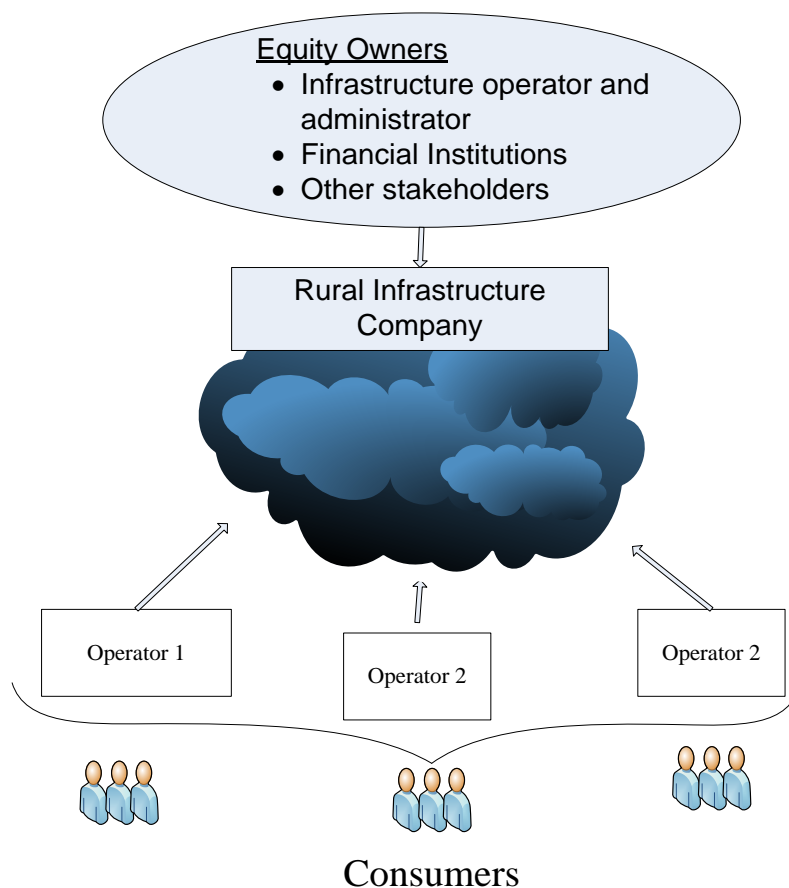 Equity Owners
• Infrastructure operator and
administrator
• Financial Institutions
• Other stakeholders
Rural Infrastructure
Company
Operator 1
Operator 2
Operator 2
Consumers